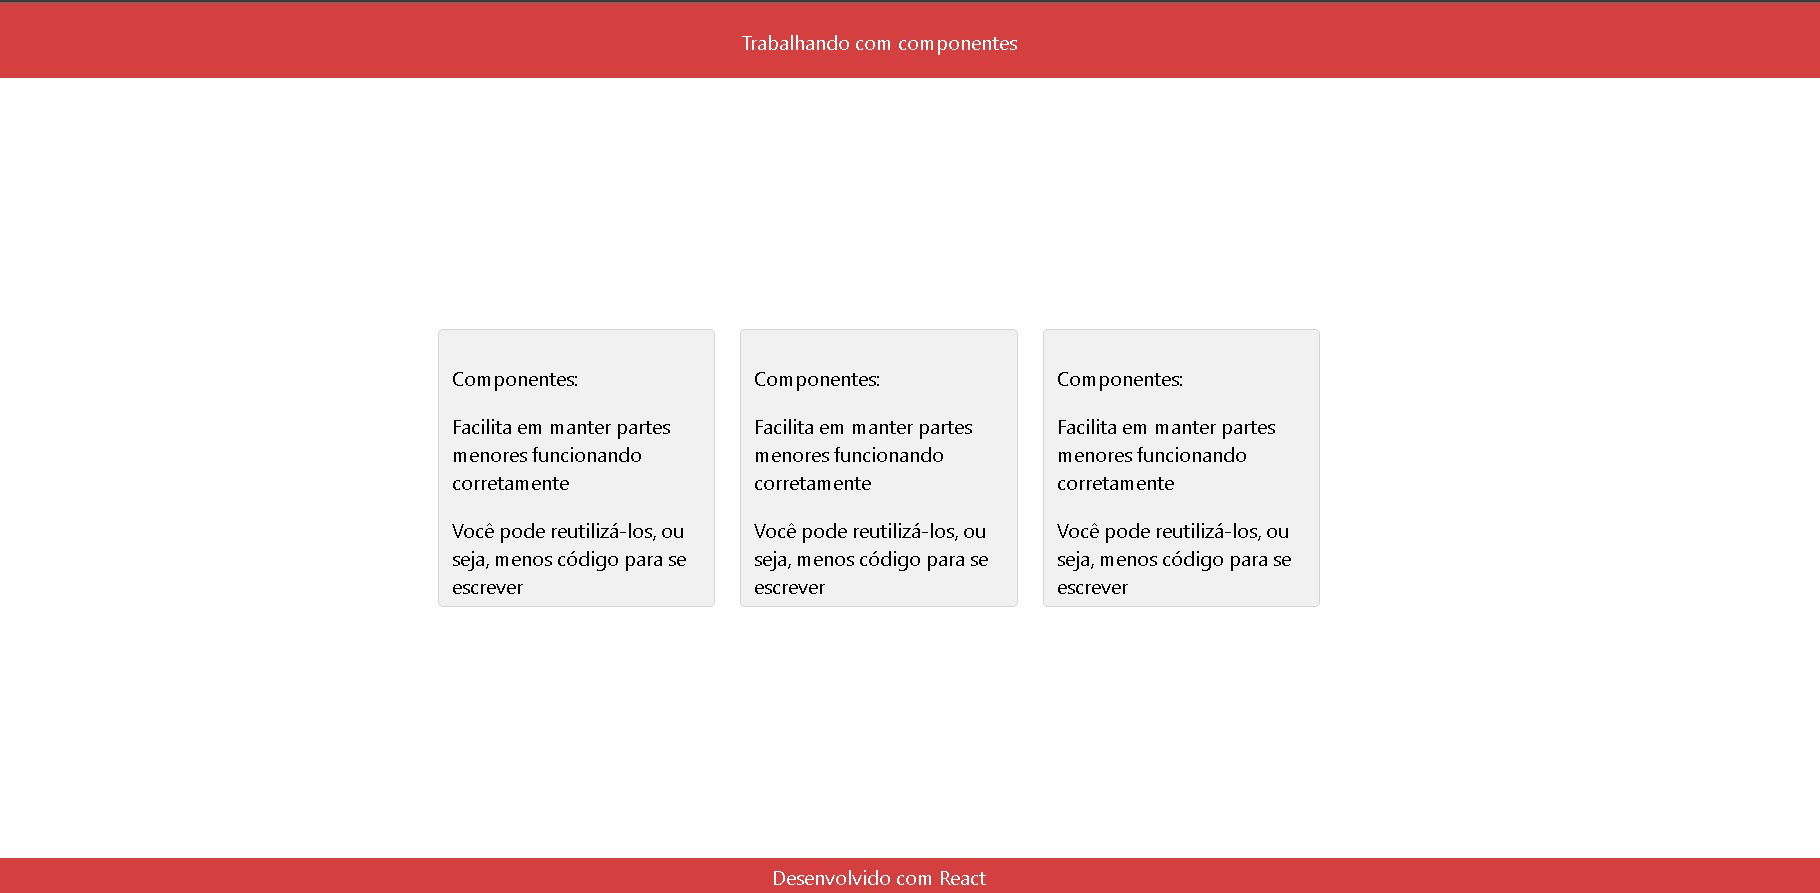 Trabalhando com componentes
Componentes:
Facilita em manter partes
menores funcionando
corretamente
Você pode reutilizá-los, ou
seja, menos código para se
escrever
Componentes:
Facilita em manter partes
menores funcionando
corretamente
Você pode reutilizá-los, ou
seja, menos código para se
escrever
Componentes:
Facilita em manter partes
menores funcionando
corretamente
Você pode reutilizá-los, ou
seja, menos código para se
escrever
Desenvolvido com React